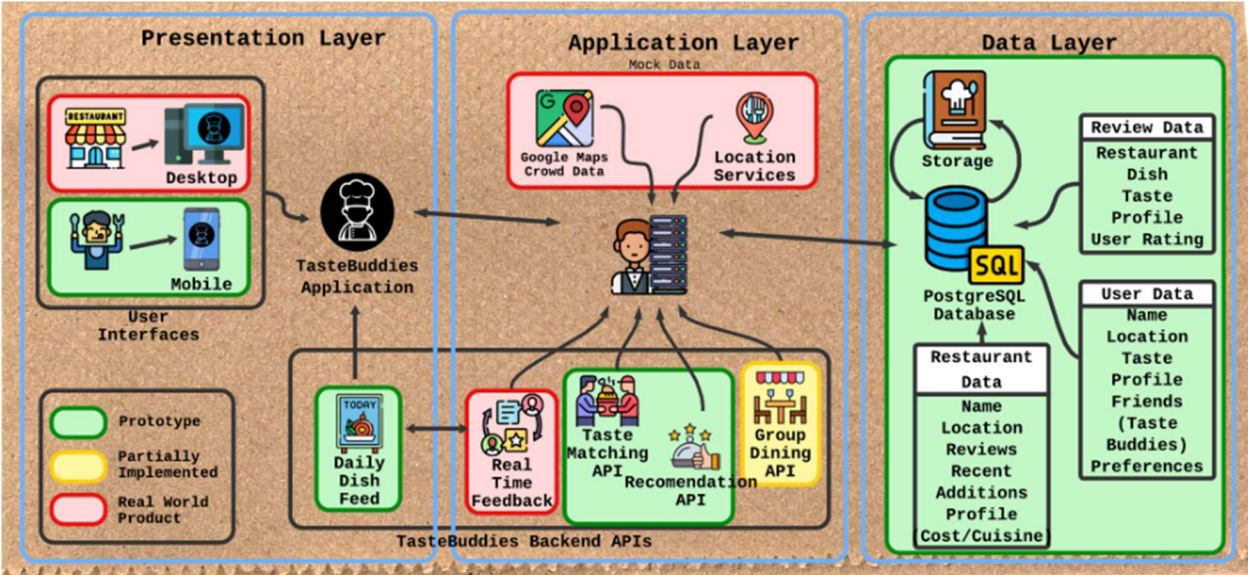 Presentation Layer
RESTAURANT
Desktop
Mobile
User
Interfaces
TasteBuddies
Application
Prototype
Partially
Implemented
Real World
Product
TODAY
Daily
Dish
Feed
Application Layer
Mock Data
G
Google Maps
Crowd Data
Location
Services
Real
Time
Feedback
Taste
Matching
API
Recomendation
API
Group
Dining
API
TasteBuddies Backend APIs
Data Layer
Storage
SQL
PostgreSQL
Database
Review Data
Restaurant
Dish
Taste
Profile
User Rating
User Data
Name
Location
Taste
Profile
Friends
(Taste
Buddies)
Preferences
Restaurant
Data
Name
Location
Reviews
Recent
Additions
Profile
(Cost/Cuisine)